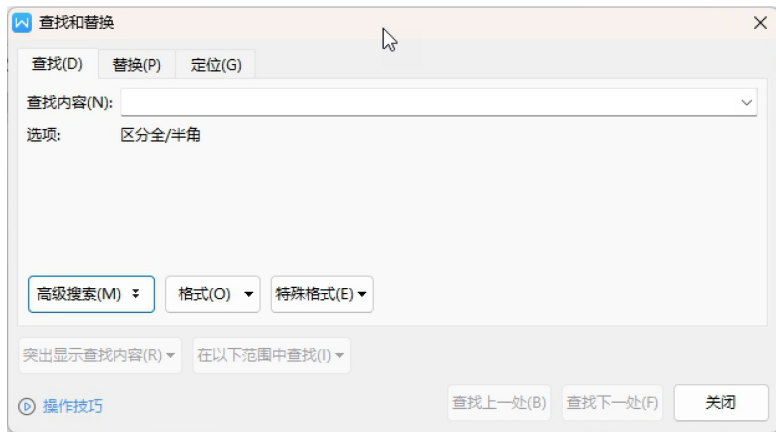 查找和替换
查找(D) 替换(P) 定位(G)
查找内容(N):
选项: 区分全/半角
高级搜索(M) 格式(O) 特殊格式(E)
突出显示查找内容(R) 在以下范围中查找(I)
操作技巧 查找上一处(B) 查找下一处(F) 关闭